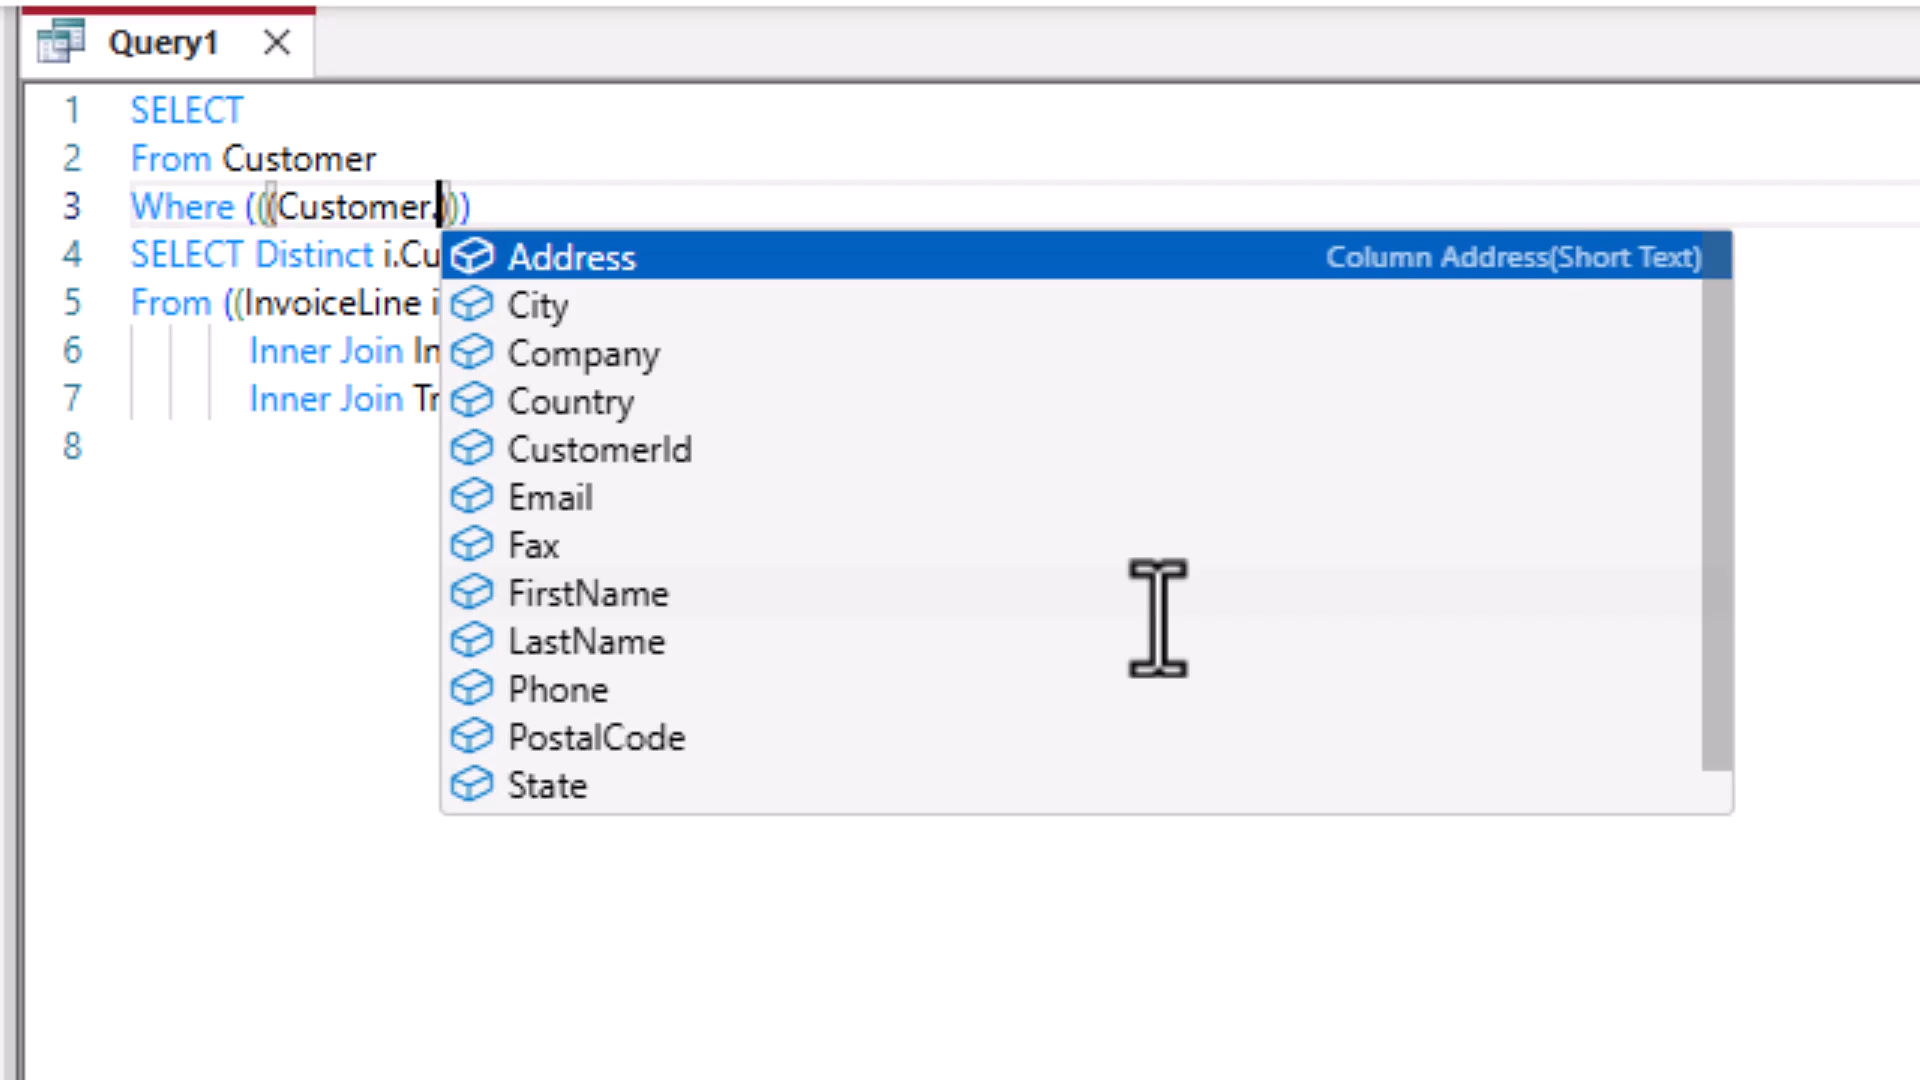 Query1
1 SELECT
2 From Customer
3 Where (((Customer.)))
4 SELECT Distinct i.Cu
5 From ((InvoiceLine i
6 Inner Join In
7 Inner Join Tr
8
Address Column Address(Short Text)
City
Company
Country
CustomerId
Email
Fax
FirstName
LastName
Phone
PostalCode
State